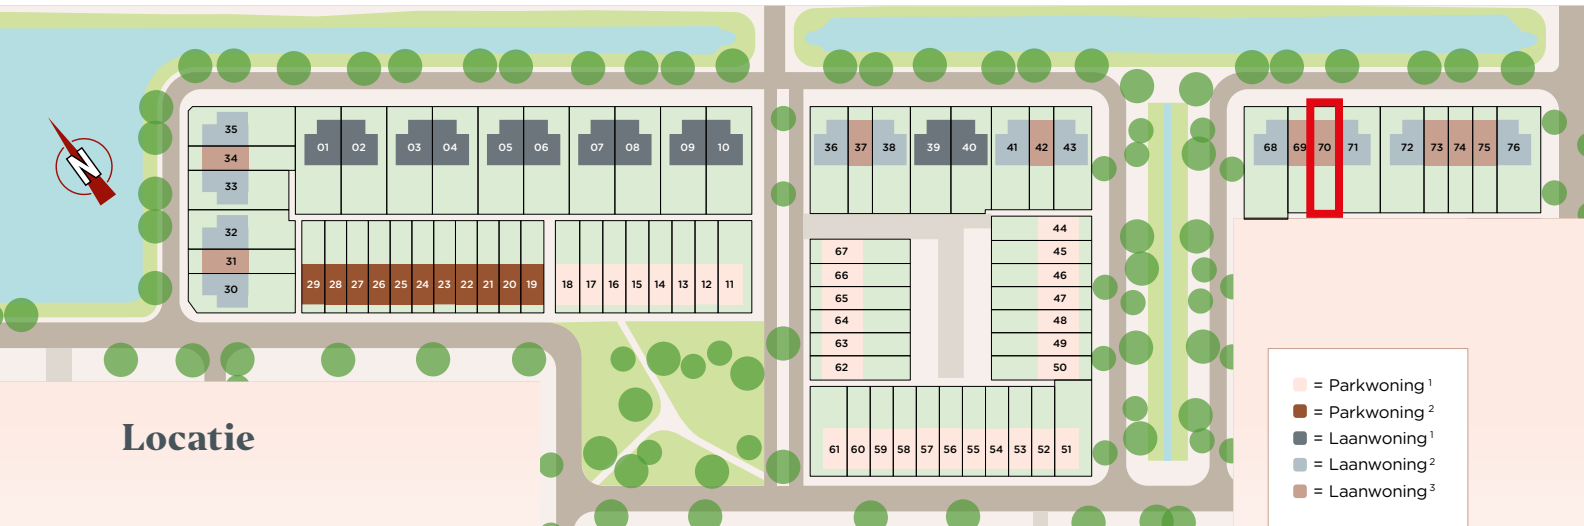 35
34
33
32
31
30
01 02 03 04 05 06 07 08 09 10
29 28 27 26 25 24 23 22 21 20 19
18 17 16 15 14 13 12 11
36 37 38 39 40 41 42 43
44
45
46
47
48
49
50
67
66
65
64
63
62
61 60 59 58 57 56 55 54 53 52 51
68 69 70 71 72 73 74 75 76
N
Locatie
= Parkwoning 1
= Parkwoning 2
= Laanwoning 1
= Laanwoning 2
= Laanwoning 3